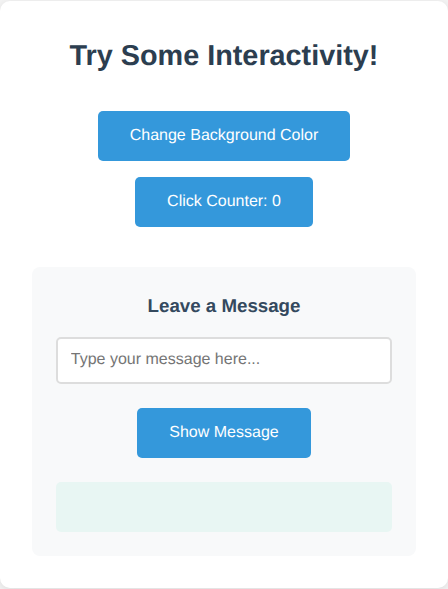 Try Some Interactivity!
Change Background Color
Click Counter: 0
Leave a Message
Type your message here...
Show Message